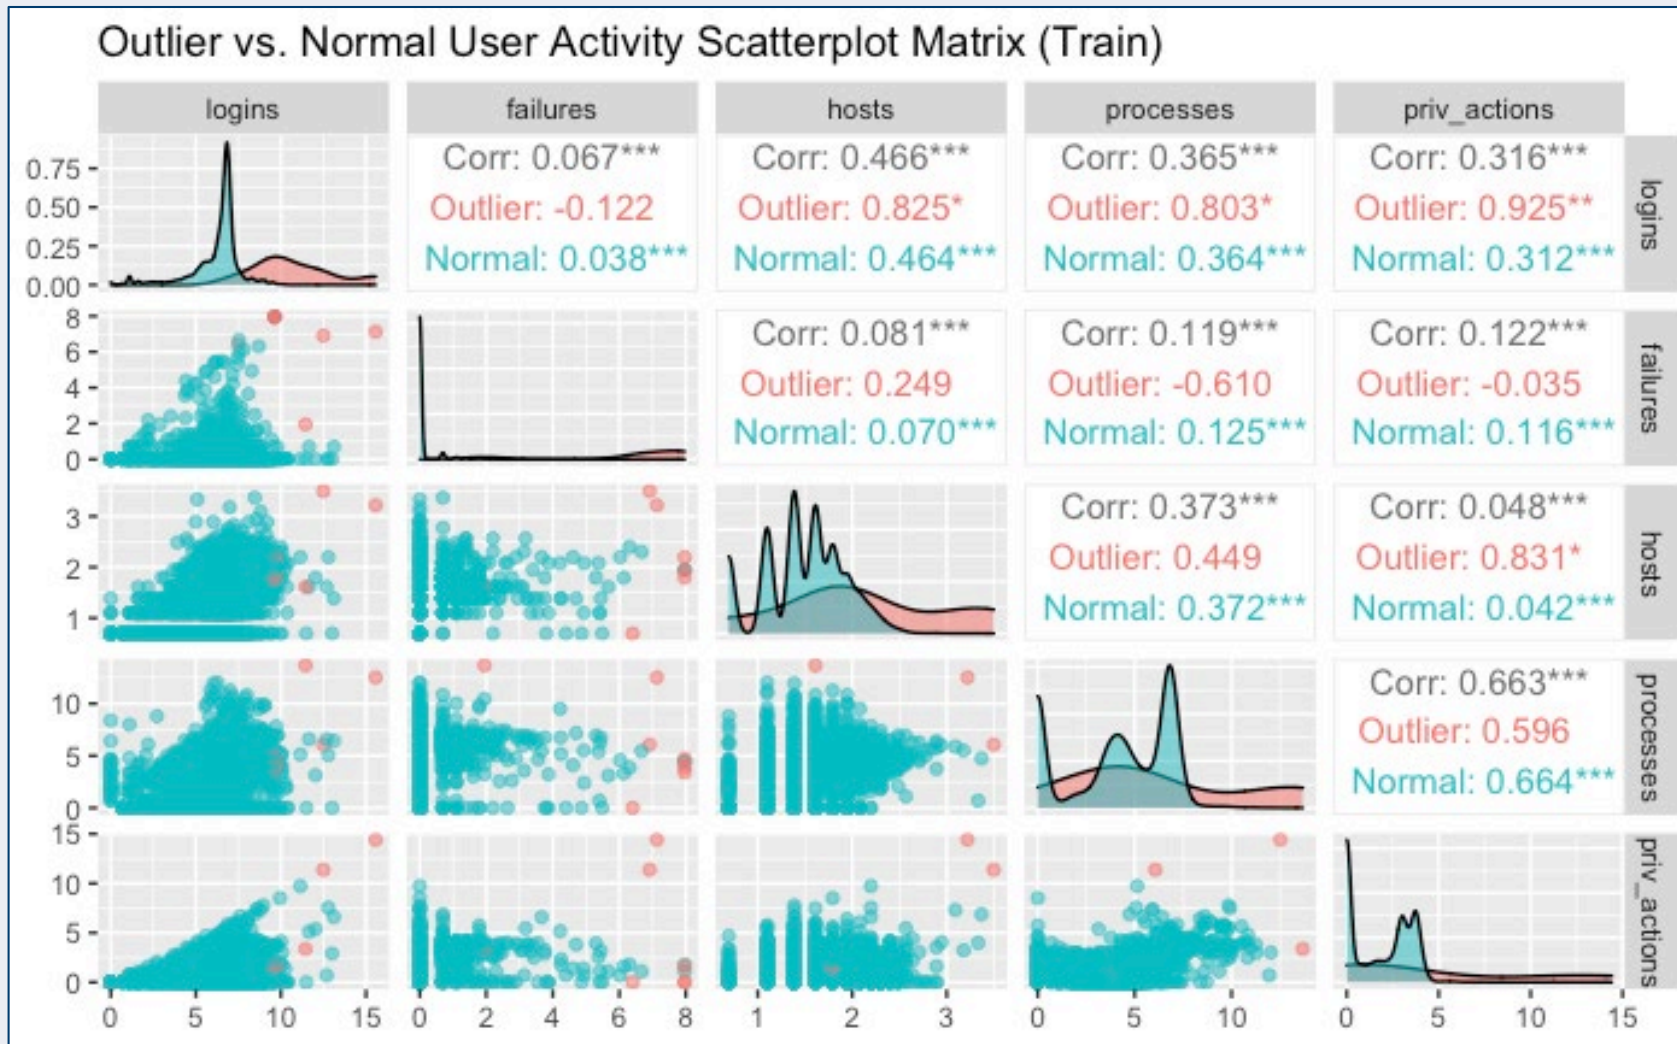 Outlier vs. Normal User Activity Scatterplot Matrix (Train)
logins failures hosts processes priv_actions
0.75
0.50
0.25
0.00
Corr: 0.067***
Outlier: -0.122
Normal: 0.038***
Corr: 0.466***
Outlier: 0.825*
Normal: 0.464***
Corr: 0.365***
Outlier: 0.803*
Normal: 0.364***
Corr: 0.316***
Outlier: 0.925**
Normal: 0.312***
logins
8
6
4
2
0
Corr: 0.081***
Outlier: 0.249
Normal: 0.070***
Corr: 0.119***
Outlier: -0.610
Normal: 0.125***
Corr: 0.122***
Outlier: -0.035
Normal: 0.116***
failures
3
2
1
Corr: 0.373***
Outlier: 0.449
Normal: 0.372***
Corr: 0.048***
Outlier: 0.831*
Normal: 0.042***
hosts
10
5
0
Corr: 0.663***
Outlier: 0.596
Normal: 0.664***
processes
15
10
5
0
priv_actions
0 5 10 15 0 2 4 6 8 1 2 3 0 5 10 0 5 10 15